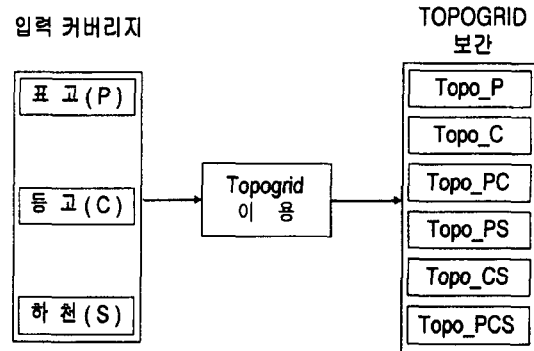 입력 커버리지
표 고 (P)
등 고 (C)
하 천 (S)
Topogrid
이 용
TOPOGRID
보간
Topo_P
Topo_C
Topo_PC
Topo_PS
Topo_CS
Topo_PCS